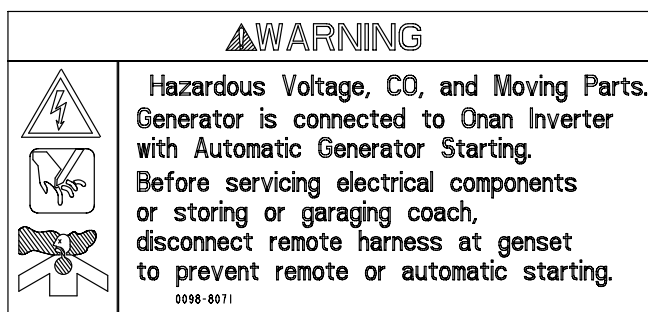 WARNING
Hazardous Voltage, CO, and Moving Parts.
Generator is connected to Onan Inverter
with Automatic Generator Starting.
Before servicing electrical components
or storing or garaging coach,
disconnect remote harness at genset
to prevent remote or automatic starting.
0098-8071